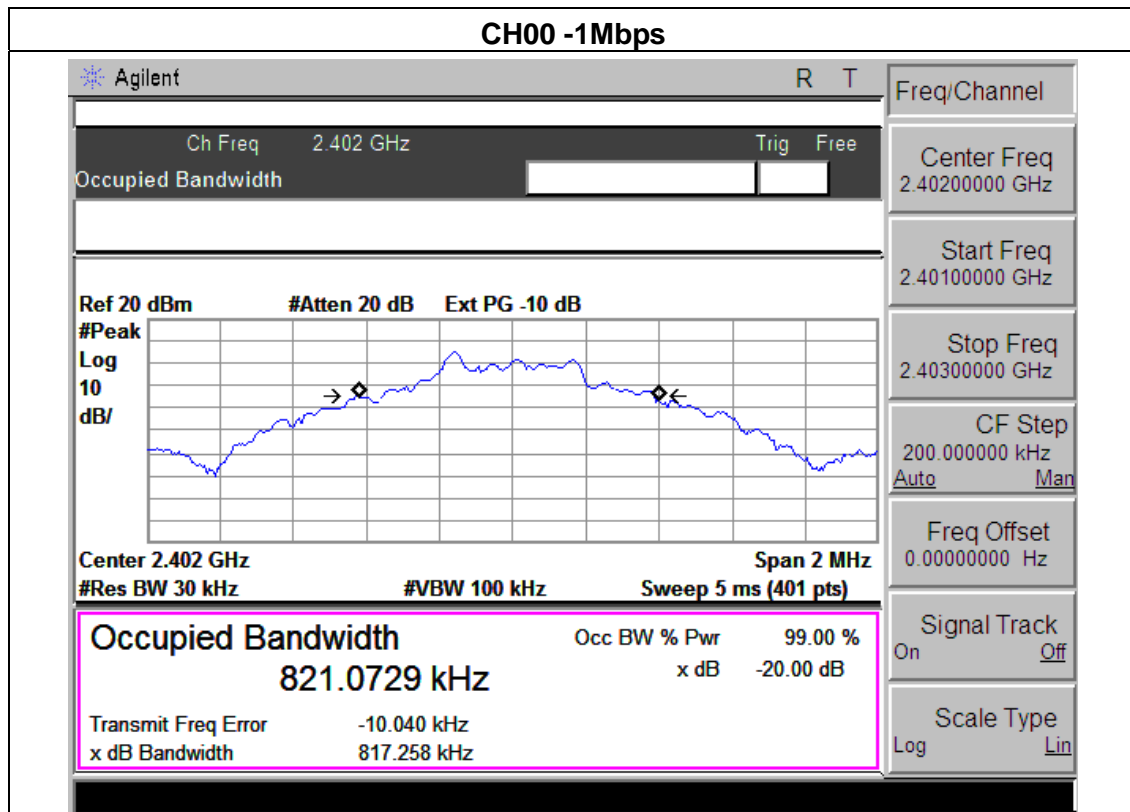 CH00 -1Mbps
Agilent R T
Ch Freq 2.402 GHz Trig Free
Occupied Bandwidth
Ref 20 dBm #Atten 20 dB Ext PG -10 dB
#Peak
Log
10
dB/
Center 2.402 GHz Span 2 MHz
#Res BW 30 kHz #VBW 100 kHz Sweep 5 ms (401 pts)
Occupied Bandwidth Occ BW % Pwr 99.00 %
821.0729 kHz x dB -20.00 dB
Transmit Freq Error -10.040 kHz
x dB Bandwidth 817.258 kHz
Freq/Channel
Center Freq
2.40200000 GHz
Start Freq
2.40100000 GHz
Stop Freq
2.40300000 GHz
CF Step
200.000000 kHz
Auto Man
Freq Offset
0.00000000 Hz
Signal Track
On Off
Scale Type
Log Lin